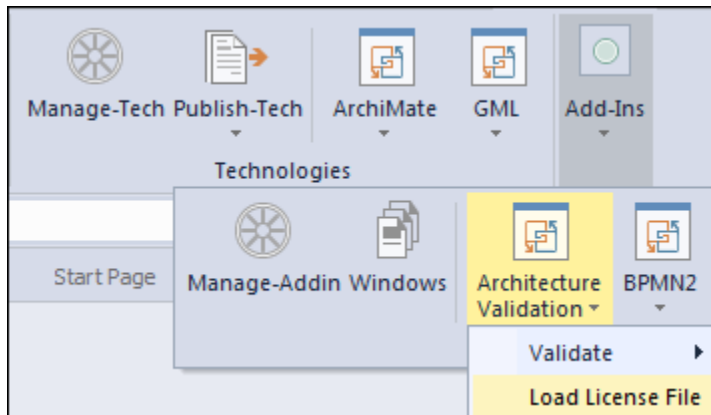 Manage-Tech Publish-Tech ArchiMate GML Add-Ins
Technologies
Start Page
Manage-Addin Windows Architecture Validation BPMN2
Validate
Load License File